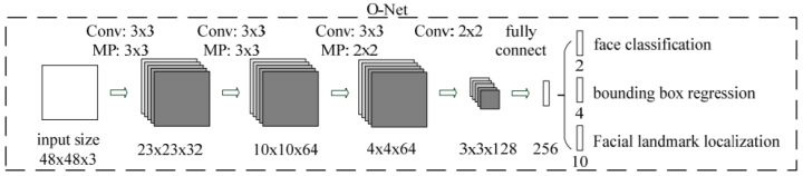 O-Net
Conv: 3x3 Conv: 3x3 Conv: 3x3 Conv: 2x2 fully
MP: 3x3 MP: 3x3 MP: 2x2 connect
face classification
2
bounding box regression
4
Facial landmark localization
10
input size
48x48x3 23x23x32 10x10x64 4x4x64 3x3x128 256